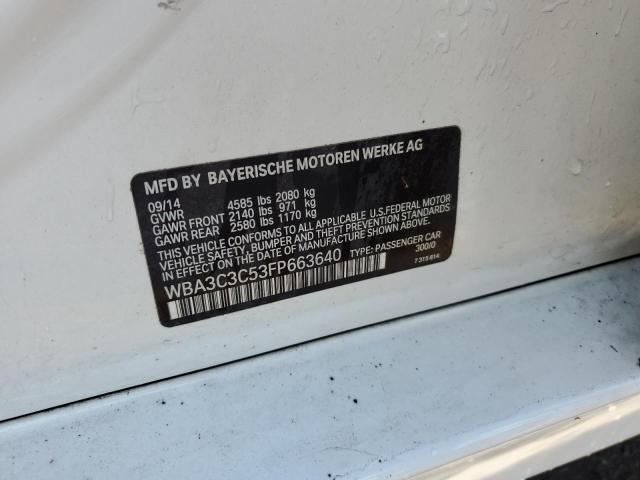 MFD BY BAYERISCHE MOTOREN WERKE AG
09/14
GVWR 4585 lbs 2080 kg
GAWR FRONT 2140 lbs 971 kg
GAWR REAR 2580 lbs 1170 kg
THIS VEHICLE CONFORMS TO ALL APPLICABLE U.S. FEDERAL MOTOR
VEHICLE SAFETY, BUMPER AND THEFT PREVENTION STANDARDS
IN EFFECT ON THE DATE OF MANUFACTURE SHOWN ABOVE.
WBA3C3C53FP663640 TYPE: PASSENGER CAR
300/0
7 315 614